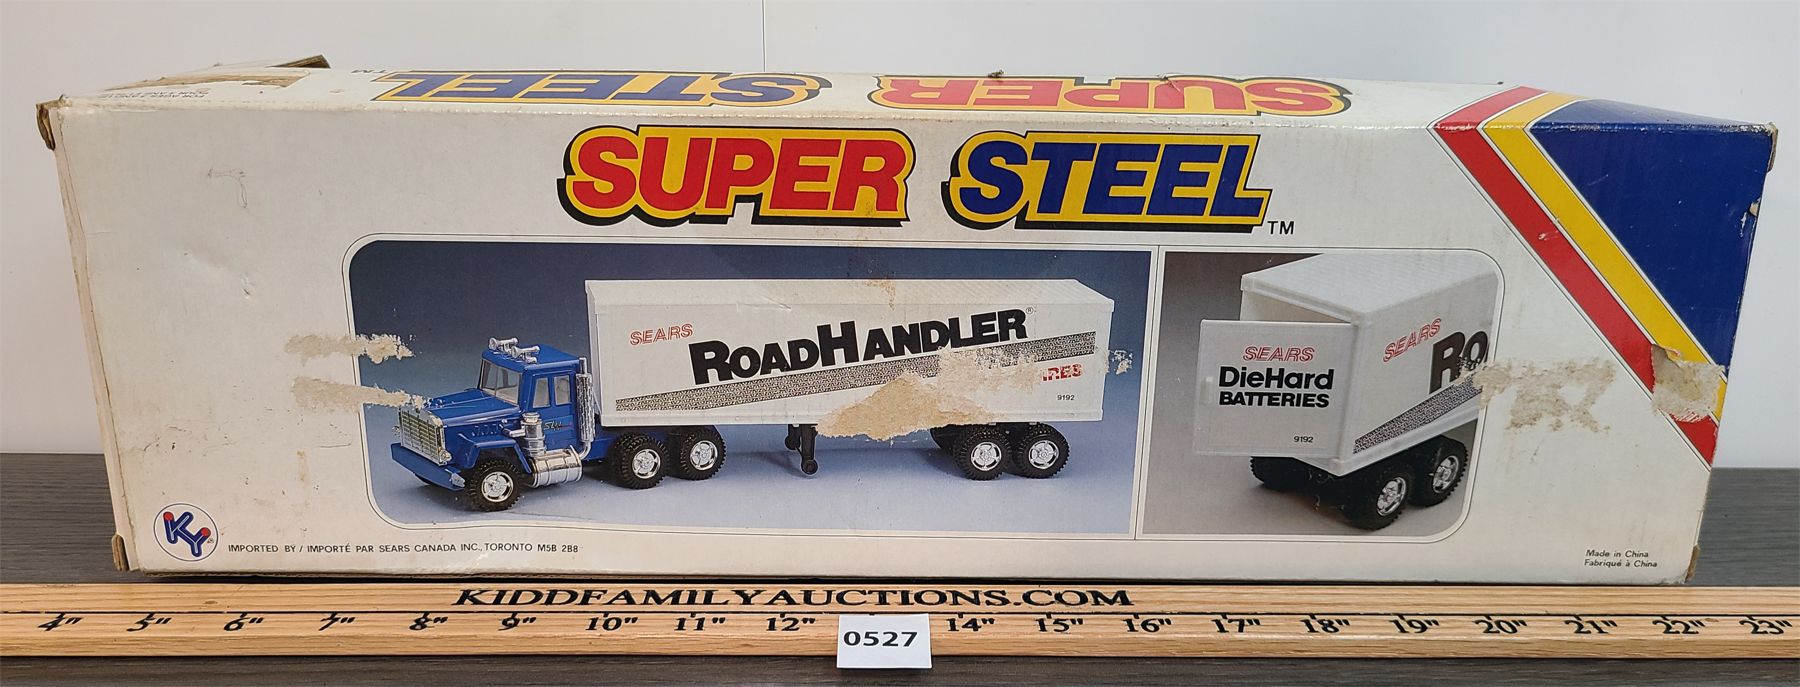 SUPER STEEL TM
SUPER STEEL TM
SEARS
ROADHANDLER®
9192
SEARS
DieHard
BATTERIES
9192
SEARS
KY
IMPORTED BY / IMPORTÉ PAR SEARS CANADA INC., TORONTO M5B 2B8
Made in China
Fabriqué à China
KIDDFAMILYAUCTIONS.COM
4" 5" 6" 7" 8" 9" 10" 11" 12" 14" 15" 16" 17" 18" 19" 20" 21" 22" 23"
0527